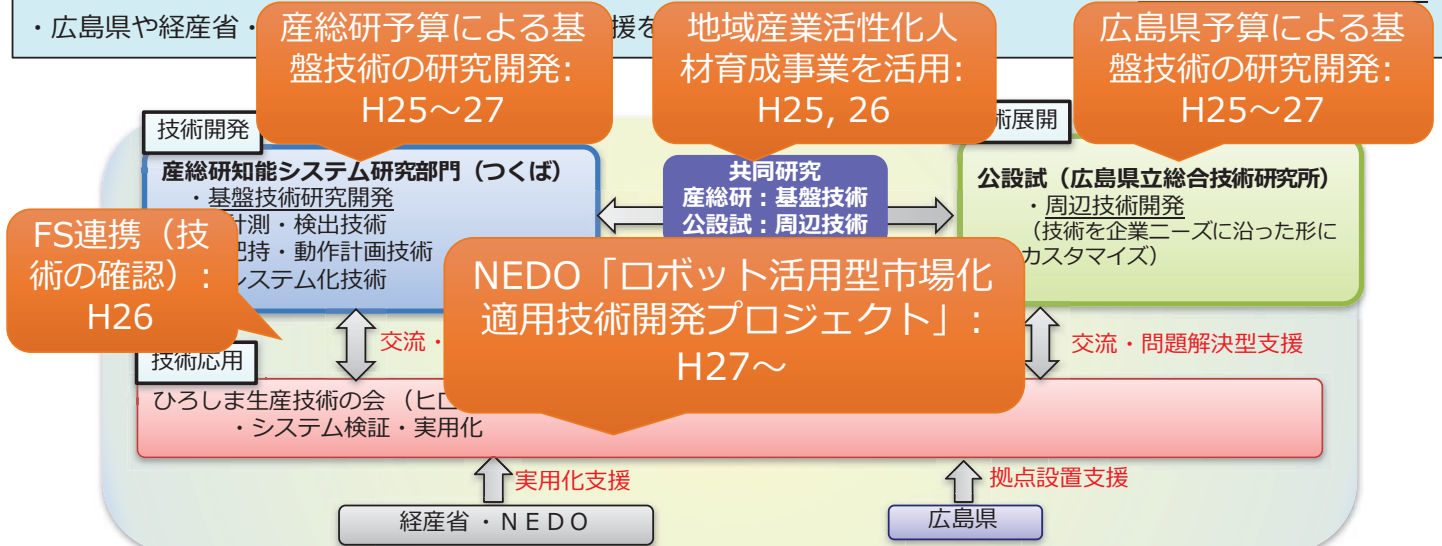 ・広島県や経産省・
援を
産総研予算による基
盤技術の研究開発:
H25～27
地域産業活性化人
材育成事業を活用:
H25, 26
広島県予算による基
盤技術の研究開発:
H25～27
技術開発
産総研知能システム研究部門（つくば）
・基盤技術研究開発
計測・検出技術
把持・動作計画技術
システム化技術
共同研究
産総研：基盤技術
公設試：周辺技術
術展開
公設試（広島県立総合技術研究所）
・周辺技術開発
（技術を企業ニーズに沿った形に
カスタマイズ）
FS連携（技
術の確認）:
H26
NEDO「ロボット活用型市場化
適用技術開発プロジェクト」:
H27～
交流・
交流・問題解決型支援
技術応用
ひろしま生産技術の会 （ヒロ
・システム検証・実用化
実用化支援
拠点設置支援
経産省 ・ＮＥＤＯ
広島県